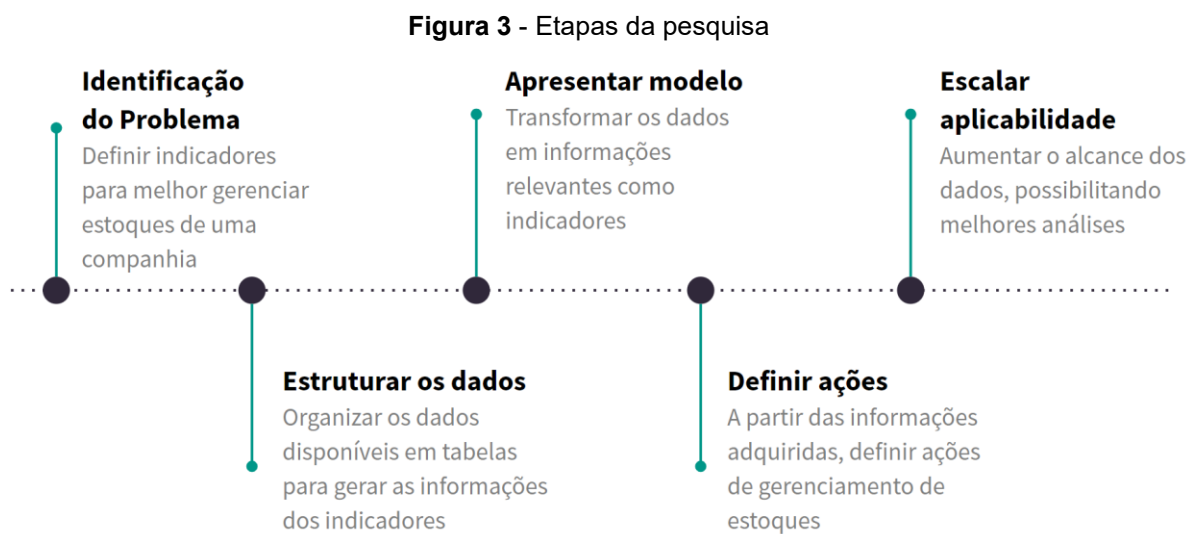 Figura 3 - Etapas da pesquisa
Identificação
do Problema
Definir indicadores
para melhor gerenciar
estoques de uma
companhia
Estruturar os dados
Organizar os dados
disponíveis em tabelas
para gerar as informações
dos indicadores
Apresentar modelo
Transformar os dados
em informações
relevantes como
indicadores
Definir ações
A partir das informações
adquiridas, definir ações
de gerenciamento de
estoques
Escalar
aplicabilidade
Aumentar o alcance dos
dados, possibilitando
melhores análises